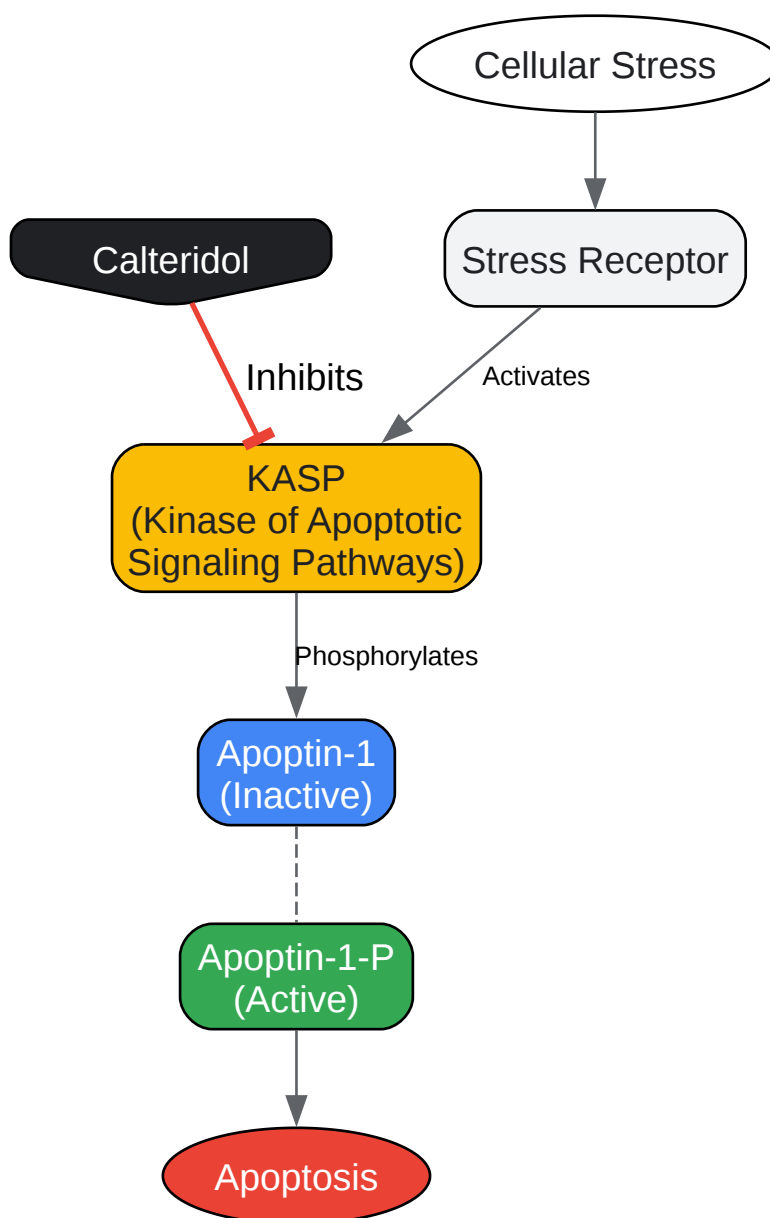 Cellular Stress
Calteridol
Stress Receptor
Inhibits
Activates
KASP
(Kinase of Apoptotic
Signaling Pathways)
Phosphorylates
Apoptin-1
(Inactive)
Apoptin-1-P
(Active)
Apoptosis